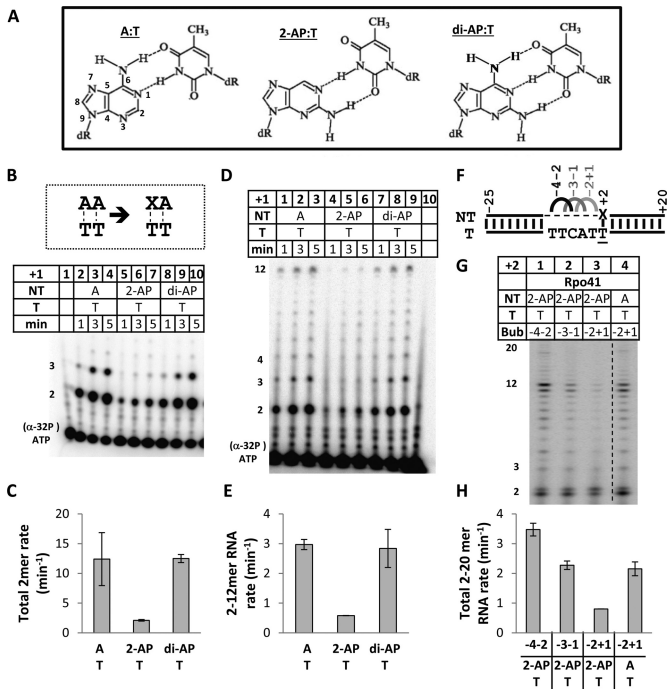 A
A:T
2-AP:T
di-AP:T
CH3
O
H
H
N
6
7
N
5
N
1
H
N
N
8
dR
O
9
N
4
N
2
3
dR
CH3
O
N
H
N
N
dR
N
N
H
O
N
N
dR
H
CH3
H
H
O
N
N
N
H
N
N
dR
N
N
H
O
N
dR
H
B
AA XA
TT TT
+1 1 2 3 4 5 6 7 8 9 10
NT A 2-AP di-AP
T T T T
min 1 3 5 1 3 5 1 3 5
3
2
(α-32P)
ATP
D
+1 1 2 3 4 5 6 7 8 9 10
NT A 2-AP di-AP
T T T T
min 1 3 5 1 3 5 1 3 5
12
4
3
2
(α-32P)
ATP
F
-4-2
-3-1
-2+1
-25
+2
+20
NT
X
T
TTCATT
G
+2 1 2 3 4
Rpo41
NT 2-AP 2-AP 2-AP A
T T T T T
Bub -4-2 -3-1 -2+1 -2+1
20
12
3
2
C
Total 2mer rate
(min-1)
20
15
10
5
0
A 2-AP di-AP
T T T
E
2-12mer RNA
rate (min-1)
4
3
2
1
0
A 2-AP di-AP
T T T
H
Total 2-20 mer
RNA rate (min-1)
4
3
2
1
0
-4-2 -3-1 -2+1 -2+1
2-AP 2-AP 2-AP A
T T T T